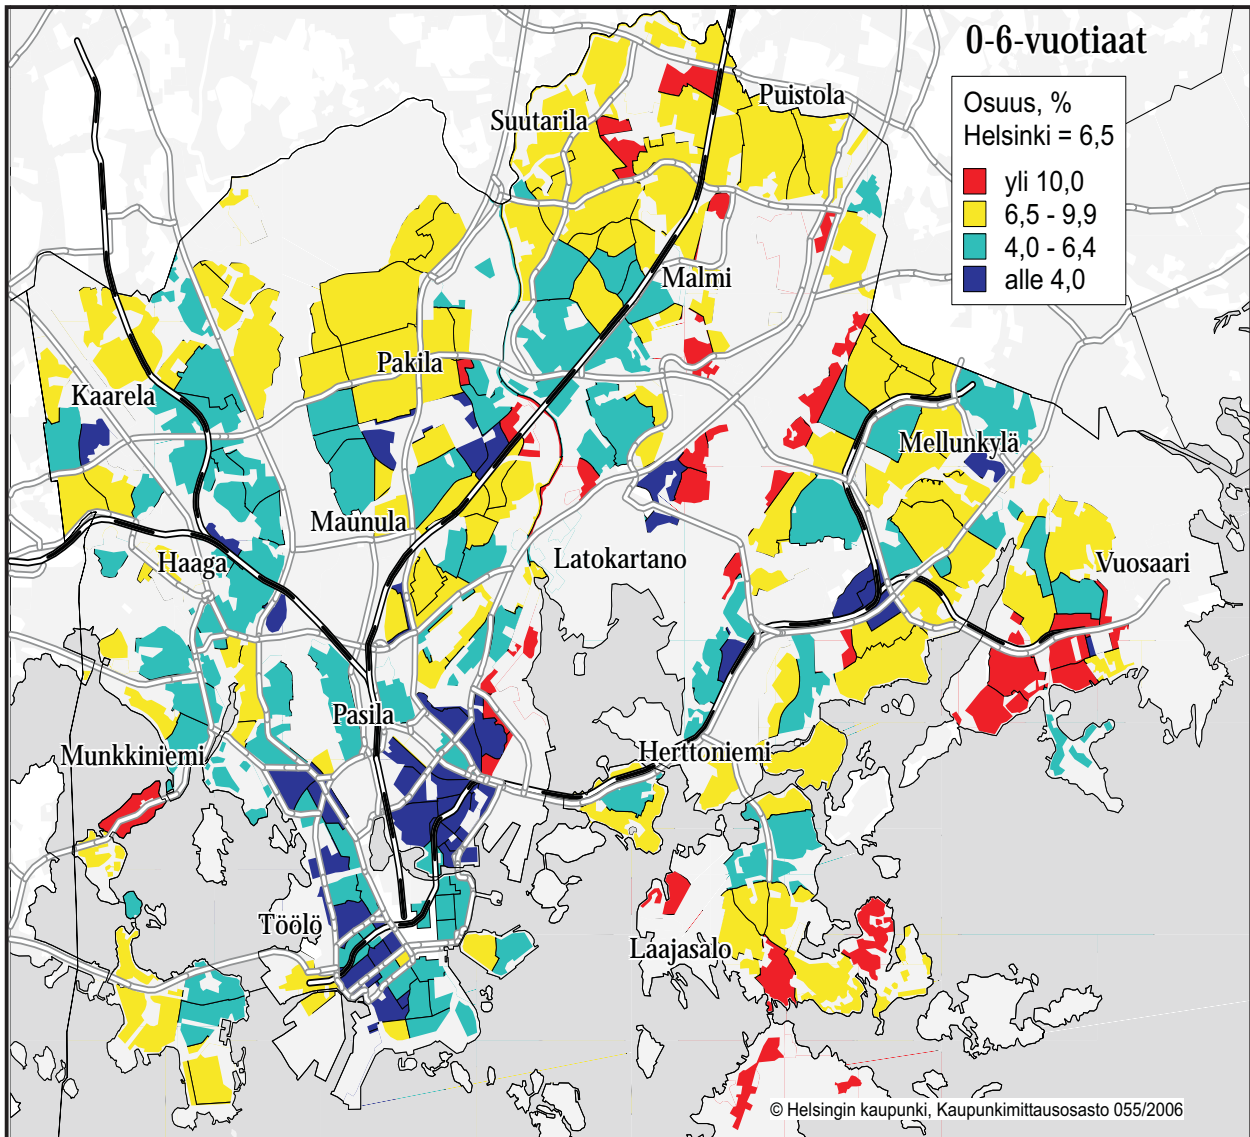 0-6-vuotiaat
Osuus, %
Helsinki = 6,5
yli 10,0
6,5 - 9,9
4,0 - 6,4
alle 4,0
Puistola
Suutarila
Malmi
Pakila
Kaarela
Mellunkylä
Maunula
Haaga
Latokartano
Vuosaari
Pasila
Munkkiniemi
Herttoniemi
Töölö
Laajasalo
© Helsingin kaupunki, Kaupunkimittausosasto 055/2006